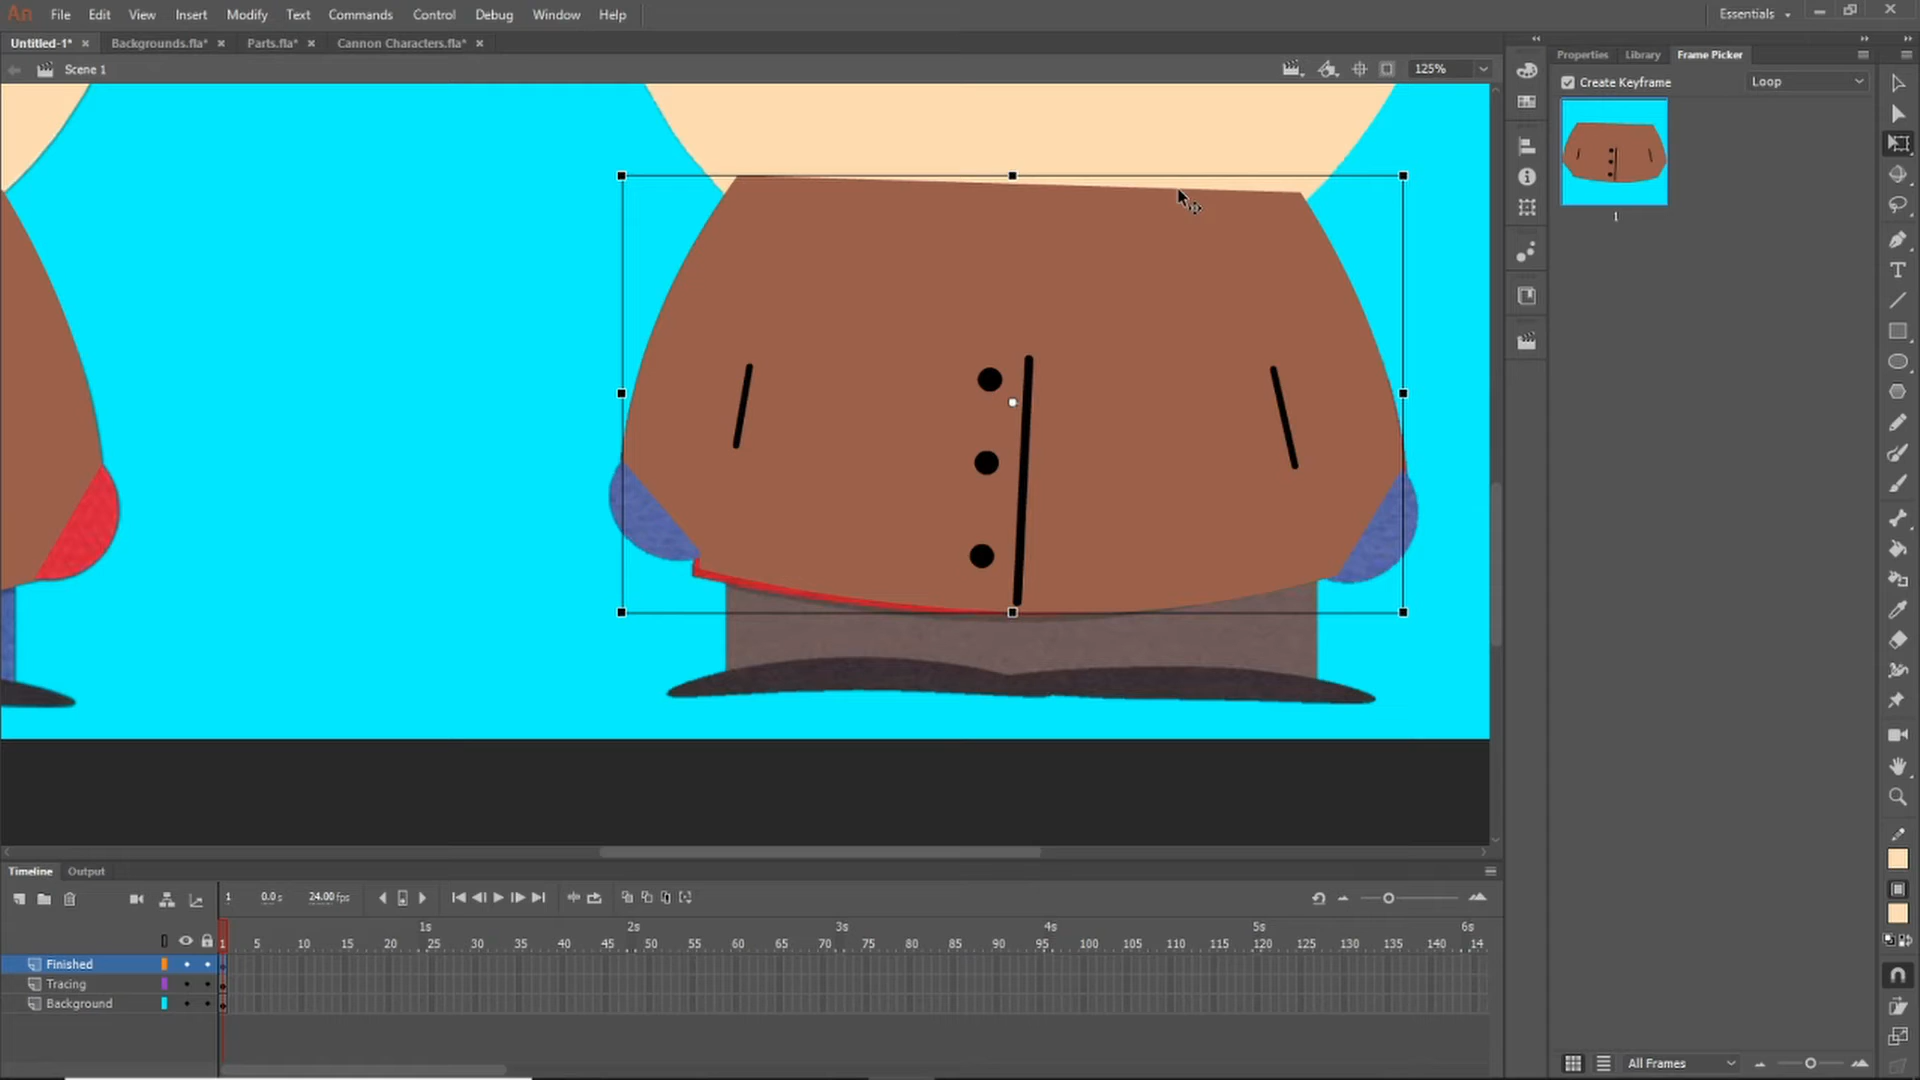 An File Edit View Insert Modify Text Commands Control Debug Window Help Essentials
Untitled-1* × Backgrounds.fla* × Parts.fla* × Cannon Characters.fla* ×
Properties Library Frame Picker
Scene 1 125%
Create Keyframe Loop
1
Timeline Output
1 0.0 s 24.00 fps
1s 2s 3s 4s 5s 6s
1 5 10 15 20 25 30 35 40 45 50 55 60 65 70 75 80 85 90 95 100 105 110 115 120 125 130 135 140 14
Finished
Tracing
Background
All Frames